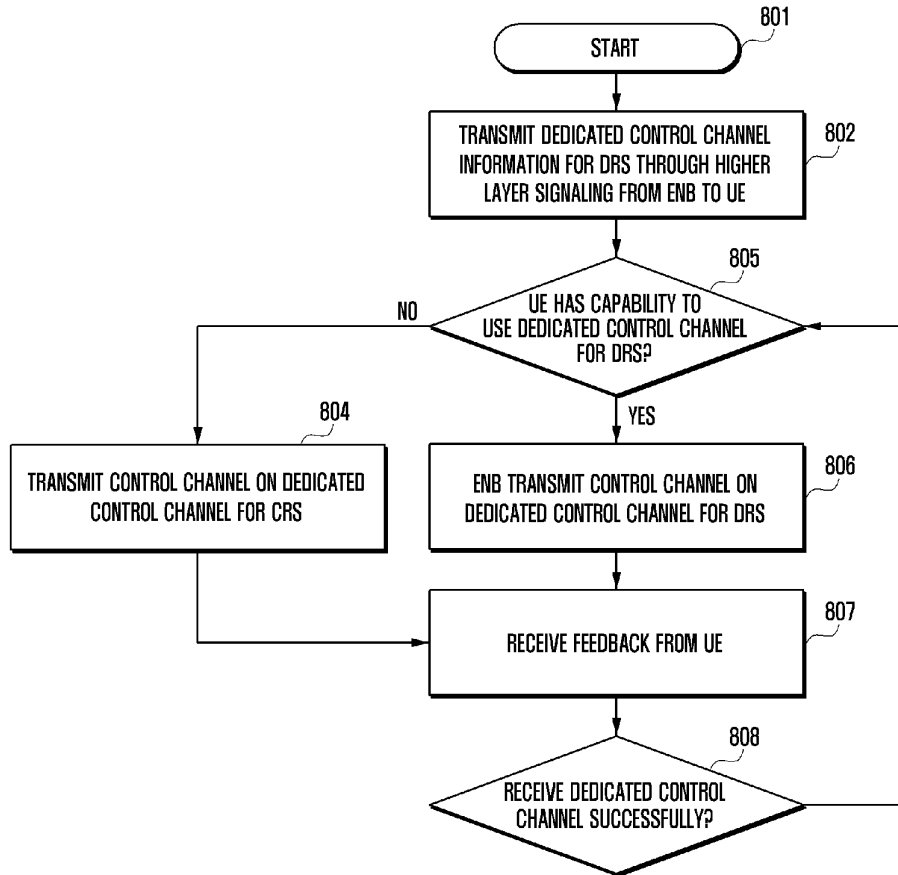 801
START
802
TRANSMIT DEDICATED CONTROL CHANNEL
INFORMATION FOR DRS THROUGH HIGHER
LAYER SIGNALING FROM ENB TO UE
805
UE HAS CAPABILITY TO
USE DEDICATED CONTROL CHANNEL
FOR DRS?
NO
YES
804
TRANSMIT CONTROL CHANNEL ON DEDICATED
CONTROL CHANNEL FOR CRS
806
ENB TRANSMIT CONTROL CHANNEL ON
DEDICATED CONTROL CHANNEL FOR DRS
807
RECEIVE FEEDBACK FROM UE
808
RECEIVE DEDICATED CONTROL
CHANNEL SUCCESSFULLY?